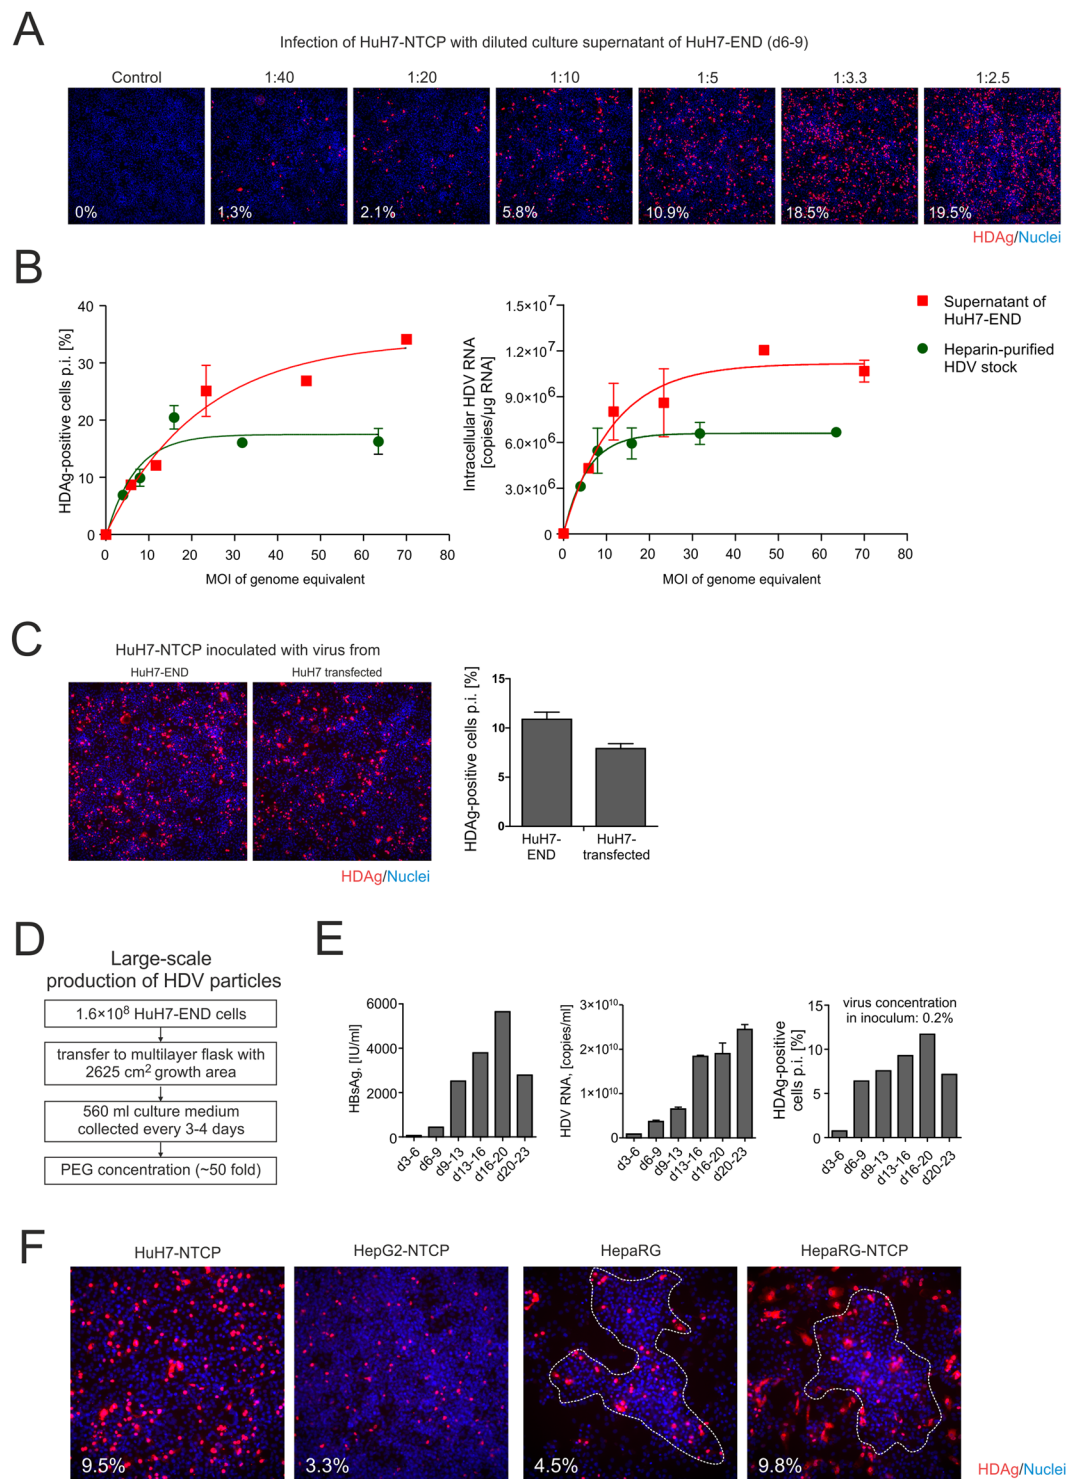 A
Infection of HuH7-NTCP with diluted culture supernatant of HuH7-END (d6-9)
Control 1:40 1:20 1:10 1:5 1:3.3 1:2.5
0% 1.3% 2.1% 5.8% 10.9% 18.5% 19.5%
HDAg/Nuclei
B
HDAg-positive cells p.i. [%]
40
30
20
10
0
0 10 20 30 40 50 60 70 80
MOI of genome equivalent
Intracellular HDV RNA
[copies/µg RNA]
1.5×10⁷
1.2×10⁷
9.0×10⁶
6.0×10⁶
3.0×10⁶
0
0 10 20 30 40 50 60 70 80
MOI of genome equivalent
Supernatant of
HuH7-END
Heparin-purified
HDV stock
C
HuH7-NTCP inoculated with virus from
HuH7-END HuH7 transfected
HDAg/Nuclei
HDAg-positive cells p.i. [%]
15
10
5
0
HuH7-
END
HuH7-
transfected
D
Large-scale
production of HDV particles
1.6×10⁸ HuH7-END cells
transfer to multilayer flask with
2625 cm² growth area
560 ml culture medium
collected every 3-4 days
PEG concentration (~50 fold)
E
HBsAg, [IU/ml]
6000
4000
2000
0
d3-6 d6-9 d9-13 d13-16 d16-20 d20-23
HDV RNA, [copies/ml]
3×10¹⁰
2×10¹⁰
1×10¹⁰
0
d3-6 d6-9 d9-13 d13-16 d16-20 d20-23
HDAg-positive
cells p.i. [%]
15
10
5
0
virus concentration
in inoculum: 0.2%
d3-6 d6-9 d9-13 d13-16 d16-20 d20-23
F
HuH7-NTCP HepG2-NTCP HepaRG HepaRG-NTCP
9.5% 3.3% 4.5% 9.8%
HDAg/Nuclei